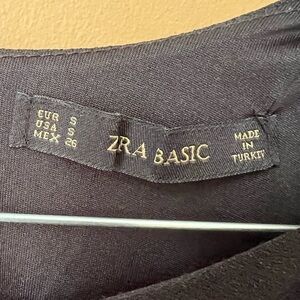 EUR S
USA S
MEX 26
ZRA BASIC
MADE
IN
TURKEY